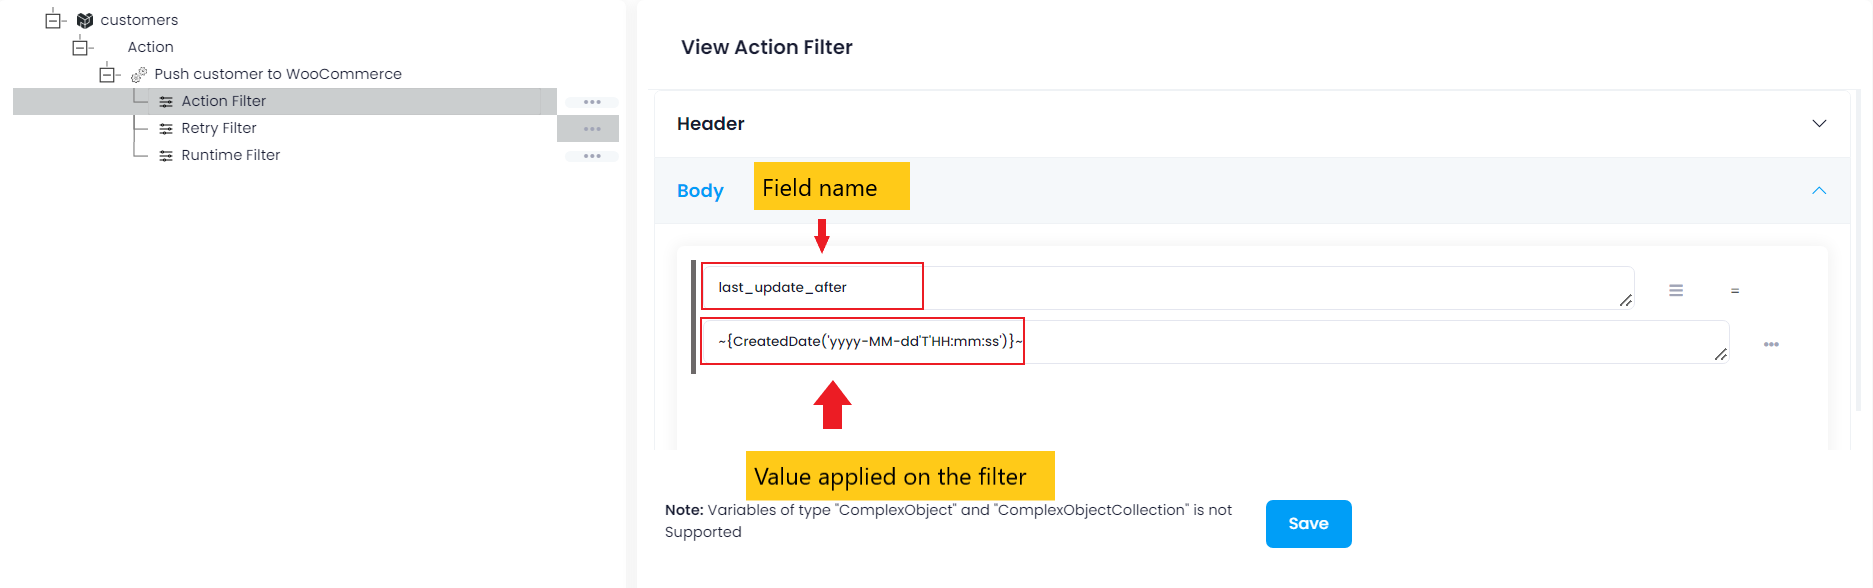 customers
Action
Push customer to WooCommerce
Action Filter
Retry Filter
Runtime Filter
View Action Filter
Header
Body
Field name
last_update_after
=
~{CreatedDate('yyyy-MM-dd'T'HH:mm:ss')}~
Value applied on the filter
Note: Variables of type "ComplexObject" and "ComplexObjectCollection" is not
Supported
Save